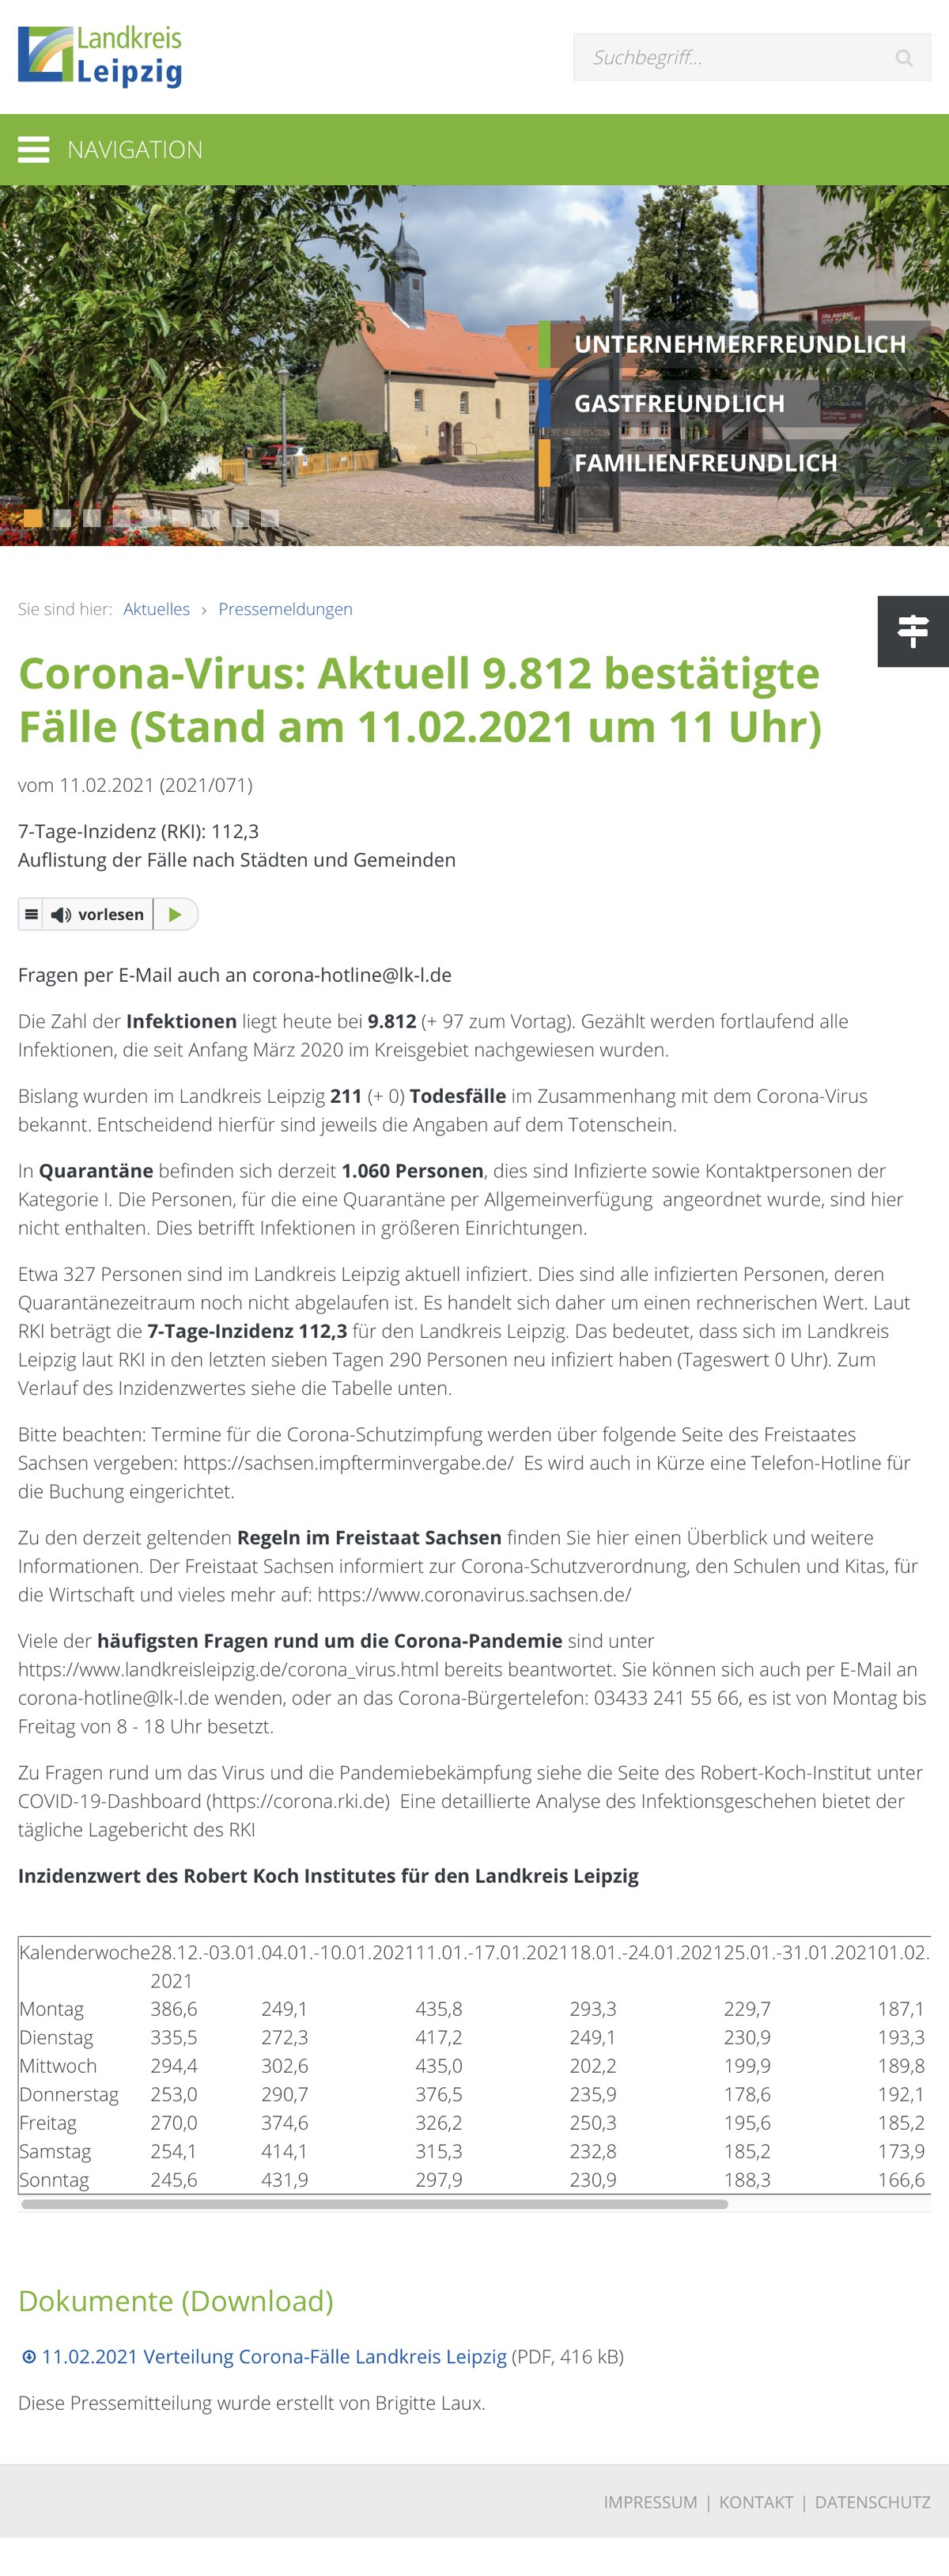 Landkreis
Leipzig
Suchbegriff...
NAVIGATION
UNTERNEHMERFREUNDLICH
GASTFREUNDLICH
FAMILIENFREUNDLICH
Sie sind hier: Aktuelles › Pressemeldungen
Corona-Virus: Aktuell 9.812 bestätigte
Fälle (Stand am 11.02.2021 um 11 Uhr)
vom 11.02.2021 (2021/071)
7-Tage-Inzidenz (RKI): 112,3
Auflistung der Fälle nach Städten und Gemeinden
vorlesen
Fragen per E-Mail auch an corona-hotline@lk-l.de
Die Zahl der Infektionen liegt heute bei 9.812 (+ 97 zum Vortag). Gezählt werden fortlaufend alle
Infektionen, die seit Anfang März 2020 im Kreisgebiet nachgewiesen wurden.
Bislang wurden im Landkreis Leipzig 211 (+ 0) Todesfälle im Zusammenhang mit dem Corona-Virus
bekannt. Entscheidend hierfür sind jeweils die Angaben auf dem Totenschein.
In Quarantäne befinden sich derzeit 1.060 Personen, dies sind Infizierte sowie Kontaktpersonen der
Kategorie I. Die Personen, für die eine Quarantäne per Allgemeinverfügung angeordnet wurde, sind hier
nicht enthalten. Dies betrifft Infektionen in größeren Einrichtungen.
Etwa 327 Personen sind im Landkreis Leipzig aktuell infiziert. Dies sind alle infizierten Personen, deren
Quarantänezeitraum noch nicht abgelaufen ist. Es handelt sich daher um einen rechnerischen Wert. Laut
RKI beträgt die 7-Tage-Inzidenz 112,3 für den Landkreis Leipzig. Das bedeutet, dass sich im Landkreis
Leipzig laut RKI in den letzten sieben Tagen 290 Personen neu infiziert haben (Tageswert 0 Uhr). Zum
Verlauf des Inzidenzwertes siehe die Tabelle unten.
Bitte beachten: Termine für die Corona-Schutzimpfung werden über folgende Seite des Freistaates
Sachsen vergeben: https://sachsen.impfterminvergabe.de/ Es wird auch in Kürze eine Telefon-Hotline für
die Buchung eingerichtet.
Zu den derzeit geltenden Regeln im Freistaat Sachsen finden Sie hier einen Überblick und weitere
Informationen. Der Freistaat Sachsen informiert zur Corona-Schutzverordnung, den Schulen und Kitas, für
die Wirtschaft und vieles mehr auf: https://www.coronavirus.sachsen.de/
Viele der häufigsten Fragen rund um die Corona-Pandemie sind unter
https://www.landkreisleipzig.de/corona_virus.html bereits beantwortet. Sie können sich auch per E-Mail an
corona-hotline@lk-l.de wenden, oder an das Corona-Bürgertelefon: 03433 241 55 66, es ist von Montag bis
Freitag von 8 - 18 Uhr besetzt.
Zu Fragen rund um das Virus und die Pandemiebekämpfung siehe die Seite des Robert-Koch-Institut unter
COVID-19-Dashboard (https://corona.rki.de) Eine detaillierte Analyse des Infektionsgeschehen bietet der
tägliche Lagebericht des RKI
Inzidenzwert des Robert Koch Institutes für den Landkreis Leipzig
Kalenderwoche 28.12.-03.01. 04.01.-10.01.2021 11.01.-17.01.2021 18.01.-24.01.2021 25.01.-31.01.2021 01.02.
2021
Montag 386,6 249,1 435,8 293,3 229,7 187,1
Dienstag 335,5 272,3 417,2 249,1 230,9 193,3
Mittwoch 294,4 302,6 435,0 202,2 199,9 189,8
Donnerstag 253,0 290,7 376,5 235,9 178,6 192,1
Freitag 270,0 374,6 326,2 250,3 195,6 185,2
Samstag 254,1 414,1 315,3 232,8 185,2 173,9
Sonntag 245,6 431,9 297,9 230,9 188,3 166,6
Dokumente (Download)
11.02.2021 Verteilung Corona-Fälle Landkreis Leipzig (PDF, 416 kB)
Diese Pressemitteilung wurde erstellt von Brigitte Laux.
IMPRESSUM | KONTAKT | DATENSCHUTZ